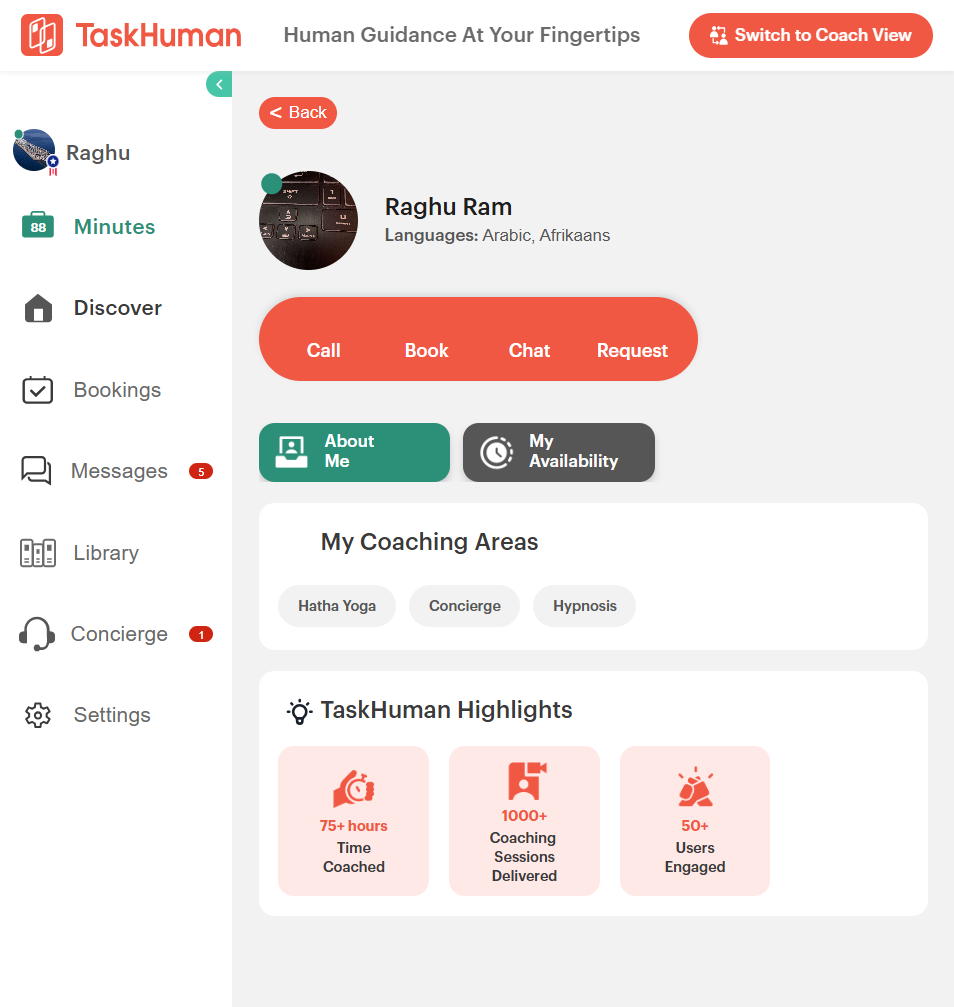 TaskHuman
Human Guidance At Your Fingertips
Switch to Coach View
< Back
Raghu
88
Minutes
Discover
Bookings
Messages
5
Library
Concierge
1
Settings
Raghu Ram
Languages: Arabic, Afrikaans
Call
Book
Chat
Request
About
Me
My
Availability
My Coaching Areas
Hatha Yoga
Concierge
Hypnosis
TaskHuman Highlights
75+ hours
Time
Coached
1000+
Coaching
Sessions
Delivered
50+
Users
Engaged